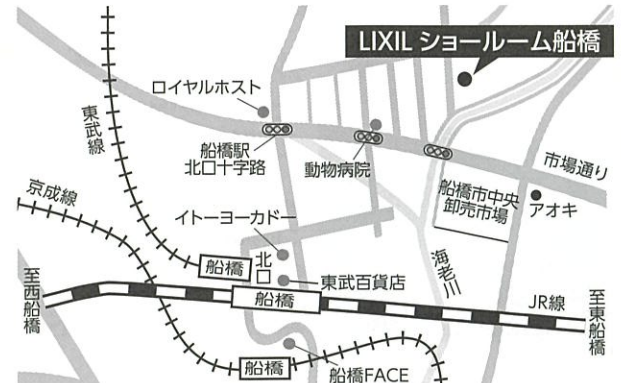 LIXIL ショールーム船橋
ロイヤルホスト
東武線
船橋駅
北口十字路
動物病院
市場通り
船橋市中央
卸売市場
アオキ
京成線
イトーヨーカドー
船橋
北口
東武百貨店
海老川
至西船橋
船橋
JR線
至東船橋
船橋
船橋FACE